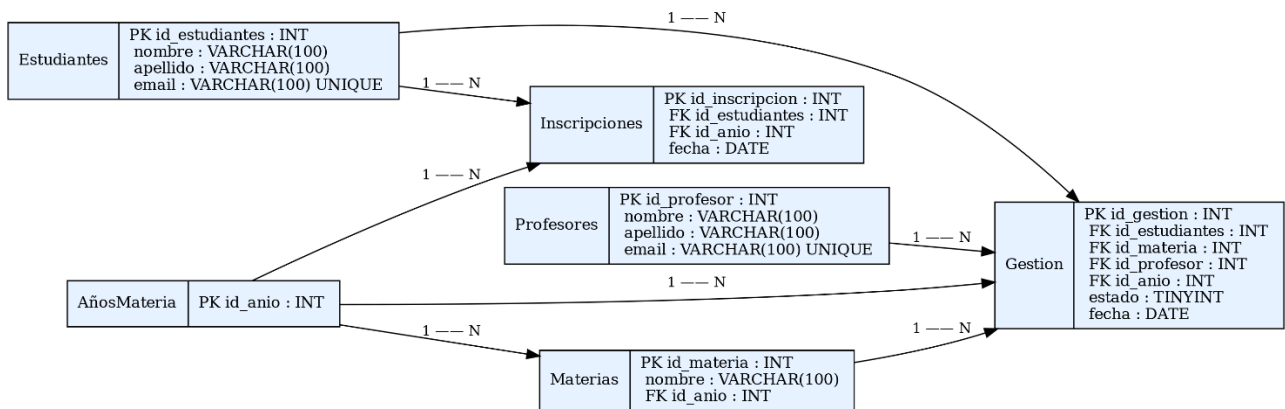 1 —— N
Estudiantes
PK id_estudiantes : INT
nombre : VARCHAR(100)
apellido : VARCHAR(100)
email : VARCHAR(100) UNIQUE
1 —— N
Inscripciones
PK id_inscripcion : INT
FK id_estudiantes : INT
FK id_anio : INT
fecha : DATE
1 —— N
Profesores
PK id_profesor : INT
nombre : VARCHAR(100)
apellido : VARCHAR(100)
email : VARCHAR(100) UNIQUE
1 —— N
Gestion
PK id_gestion : INT
FK id_estudiantes : INT
FK id_materia : INT
FK id_profesor : INT
FK id_anio : INT
estado : TINYINT
fecha : DATE
AñosMateria
PK id_anio : INT
1 —— N
1 —— N
1 —— N
Materias
PK id_materia : INT
nombre : VARCHAR(100)
FK id_anio : INT